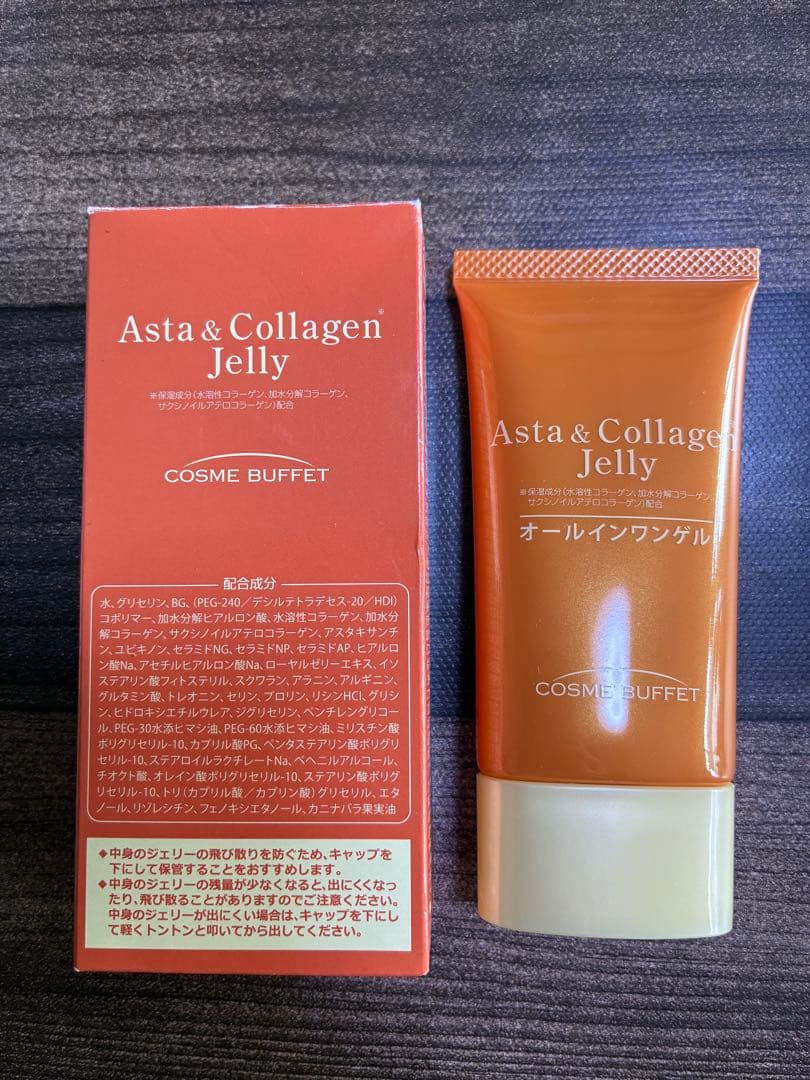 Asta & Collagen※
Jelly
※保湿成分(水溶性コラーゲン、加水分解コラーゲン、
サクシノイルアテロコラーゲン)配合
COSME BUFFET
配合成分
水、グリセリン、BG、(PEG-240/デシルテトラデセス-20/HDI)
コポリマー、加水分解ヒアルロン酸、水溶性コラーゲン、加水分
解コラーゲン、サクシノイルアテロコラーゲン、アスタキサンチ
ン、ユビキノン、セラミドNG、セラミドNP、セラミドAP、ヒアルロ
ン酸Na、アセチルヒアルロン酸Na、ローヤルゼリーエキス、イソ
ステアリン酸フィトステリル、スクワラン、アラニン、アルギニン、
グルタミン酸、トレオニン、セリン、プロリン、リシンHCl、グリシ
ン、ヒドロキシエチルウレア、ジグリセリン、ペンチレングリコー
ル、PEG-30水添ヒマシ油、PEG-60水添ヒマシ油、ミリスチン酸
ポリグリセリル-10、カプリル酸PG、ペンタステアリン酸ポリグ
リセリル-10、ステアロイルラクチレートNa、ベヘニルアルコール、
チオクト酸、オレイン酸ポリグリセリル-10、ステアリン酸ポリグ
リセリル-10、トリ(カプリル酸/カプリン酸)グリセリル、エタ
ノール、リゾレシチン、フェノキシエタノール、カニナバラ果実油
◆中身のジェリーの飛び散りを防ぐため、キャップを
下にして保管することをおすすめします。
◆中身のジェリーの残量が少なくなると、出にくくなっ
たり、飛び散ることがありますのでご注意ください。
中身のジェリーが出にくい場合は、キャップを下にし
て軽くトントンと叩いてから出してください。
Asta & Collagen
Jelly
※保湿成分(水溶性コラーゲン、加水分解コラーゲン、
サクシノイルアテロコラーゲン)配合
オールインワンゲル
COSME BUFFET